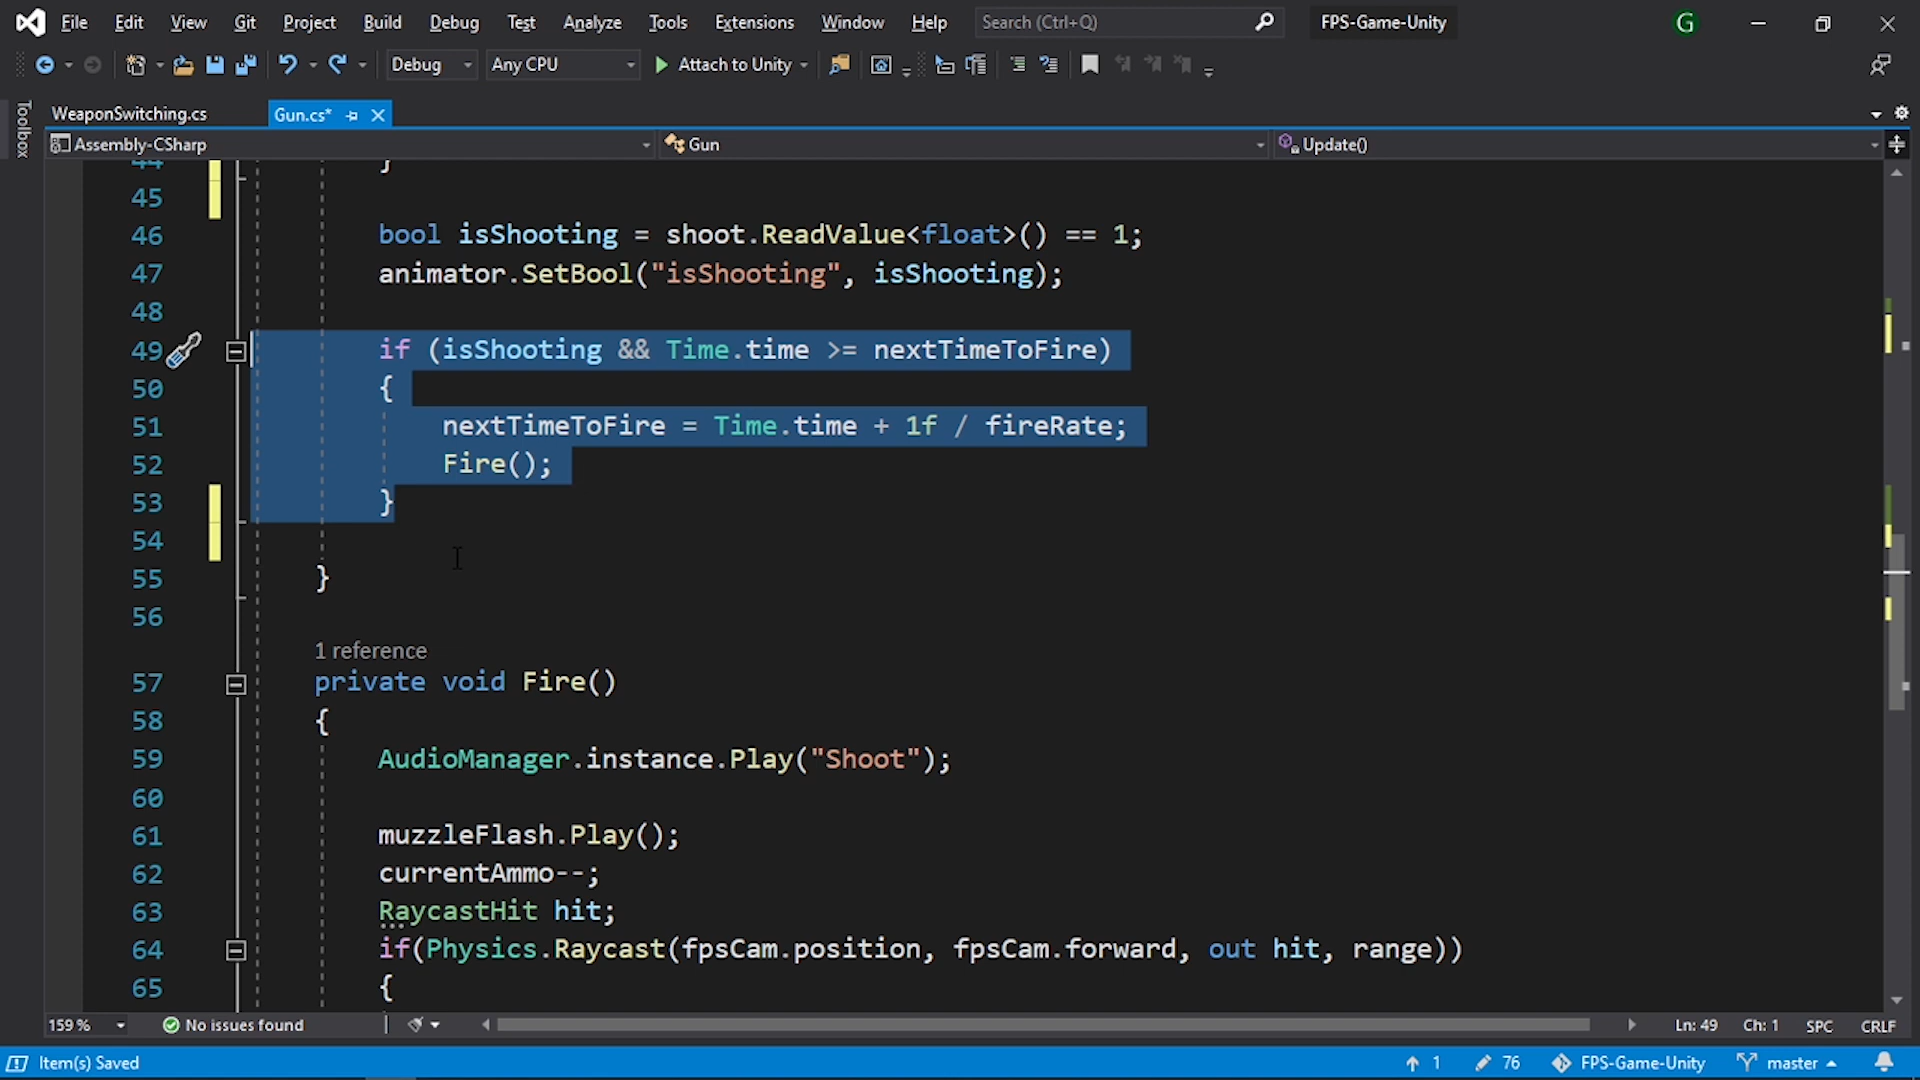 File Edit View Git Project Build Debug Test Analyze Tools Extensions Window Help Search (Ctrl+Q) FPS-Game-Unity G
Debug Any CPU Attach to Unity
Toolbox
WeaponSwitching.cs Gun.cs*
Assembly-CSharp Gun Update()
44 }
45
46 bool isShooting = shoot.ReadValue<float>() == 1;
47 animator.SetBool("isShooting", isShooting);
48
49 if (isShooting && Time.time >= nextTimeToFire)
50 {
51 nextTimeToFire = Time.time + 1f / fireRate;
52 Fire();
53 }
54
55 }
56
1 reference
57 private void Fire()
58 {
59 AudioManager.instance.Play("Shoot");
60
61 muzzleFlash.Play();
62 currentAmmo--;
63 RaycastHit hit;
64 if(Physics.Raycast(fpsCam.position, fpsCam.forward, out hit, range))
65 {
159 % No issues found Ln: 49 Ch: 1 SPC CRLF
Item(s) Saved 1 76 FPS-Game-Unity master